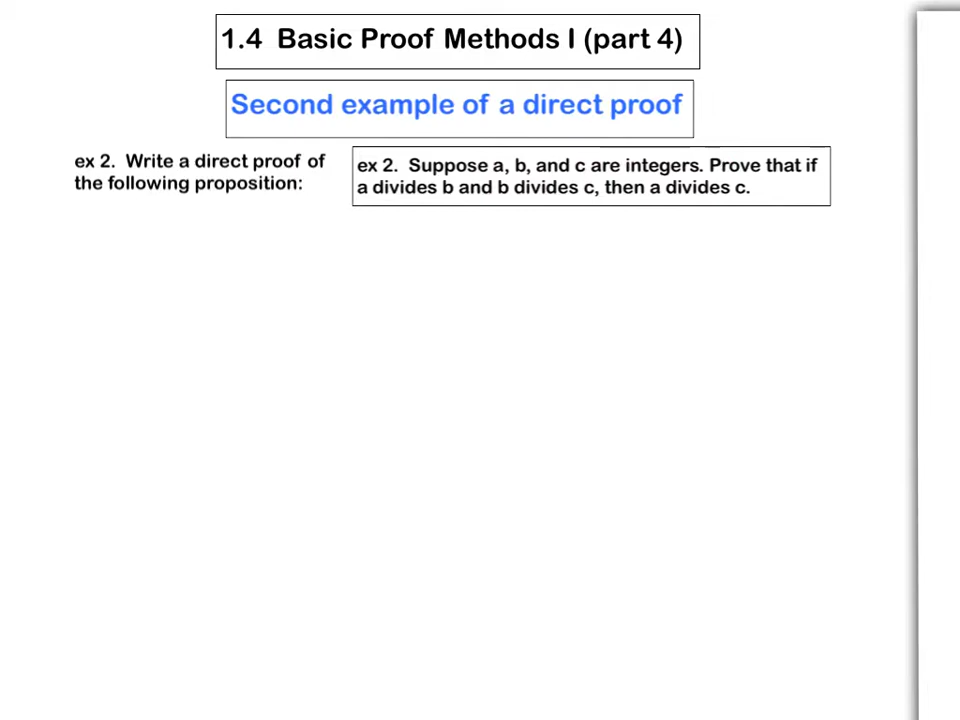 1.4 Basic Proof Methods I (part 4)
Second example of a direct proof
ex 2. Write a direct proof of
the following proposition:
ex 2. Suppose a, b, and c are integers. Prove that if
a divides b and b divides c, then a divides c.